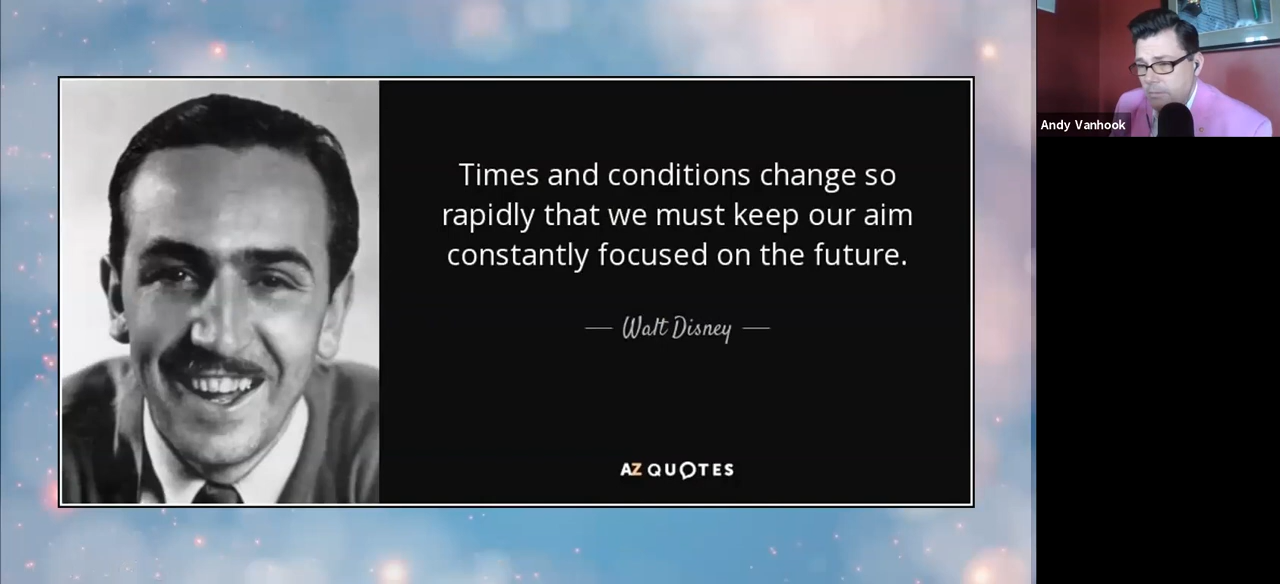 Times and conditions change so
rapidly that we must keep our aim
constantly focused on the future.
— Walt Disney —
AZ QUOTES
Andy Vanhook